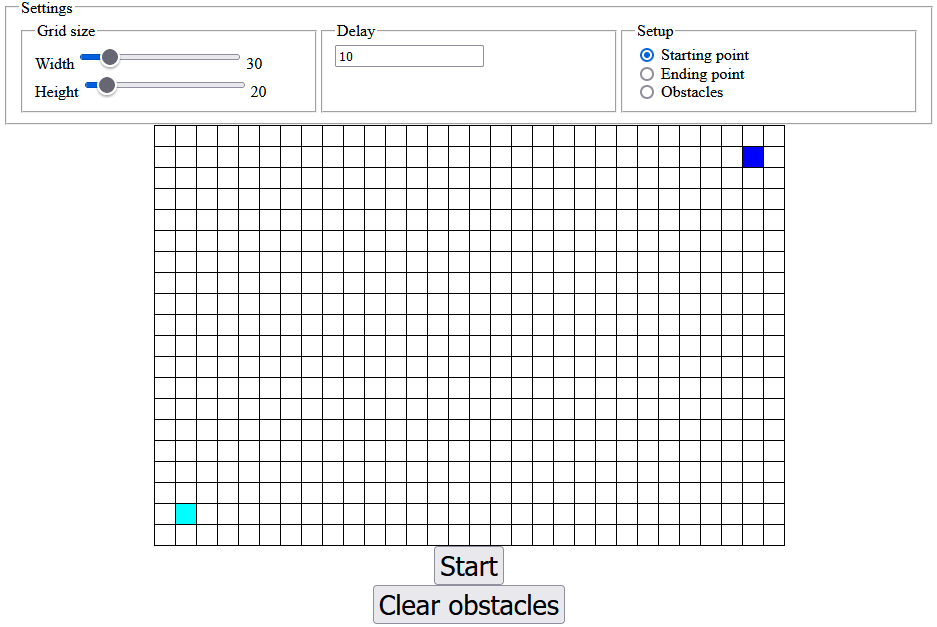 Settings
Grid size
Width 30
Height 20
Delay
10
Setup
Starting point
Ending point
Obstacles
Start
Clear obstacles